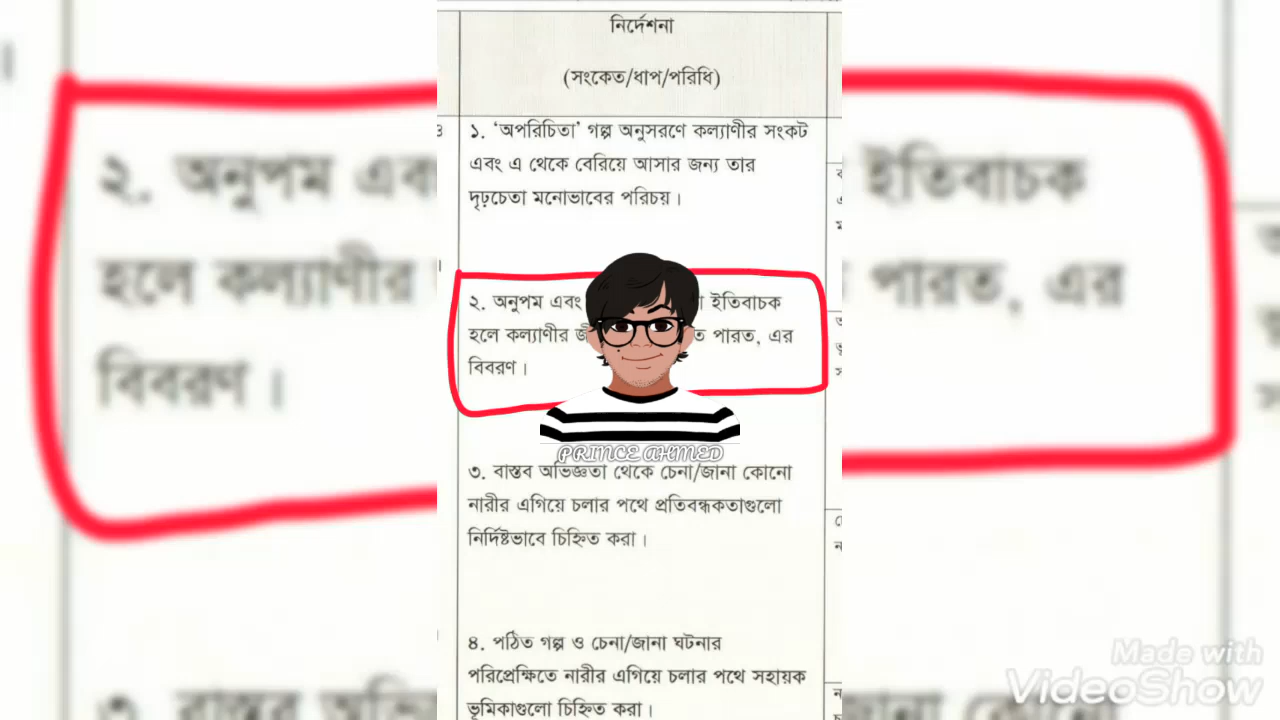 নির্দেশনা
(সংকেত/ধাপ/পরিধি)
১. ‘অপরিচিতা’ গল্প অনুসরণে কল্যাণীর সংকট
এবং এ থেকে বেরিয়ে আসার জন্য তার
দৃঢ়চেতা মনোভাবের পরিচয়।
২. অনুপম এবং ইতিবাচক
হলে কল্যাণীর পারত, এর
বিবরণ।
PRINCE AHMED
৩. বাস্তব অভিজ্ঞতা থেকে চেনা/জানা কোনো
নারীর এগিয়ে চলার পথে প্রতিবন্ধকতাগুলো
নির্দিষ্টভাবে চিহ্নিত করা।
৪. পঠিত গল্প ও চেনা/জানা ঘটনার
পরিপ্রেক্ষিতে নারীর এগিয়ে চলার পথে সহায়ক
ভূমিকাগুলো চিহ্নিত করা।
Made with
VideoShow